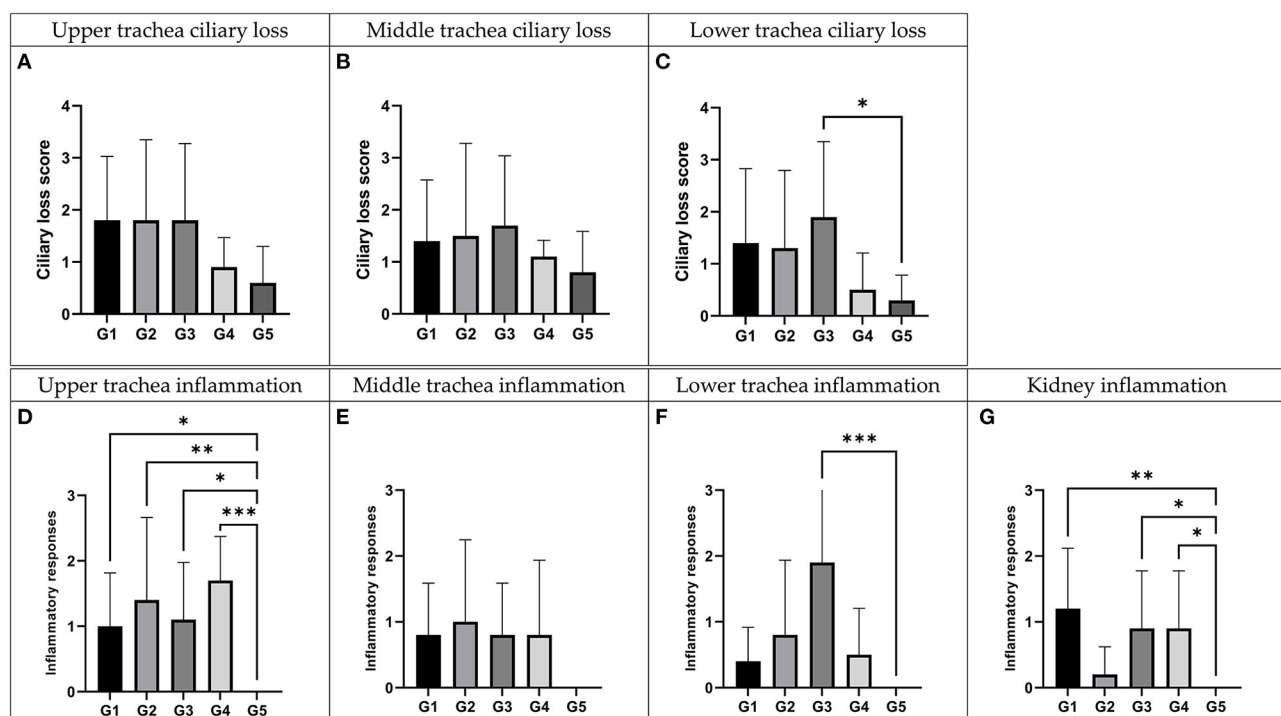 Upper trachea ciliary loss
Middle trachea ciliary loss
Lower trachea ciliary loss
A
Ciliary loss score
4
3
2
1
0
G1 G2 G3 G4 G5
B
Ciliary loss score
4
3
2
1
0
G1 G2 G3 G4 G5
C
Ciliary loss score
*
4
3
2
1
0
G1 G2 G3 G4 G5
Upper trachea inflammation
Middle trachea inflammation
Lower trachea inflammation
Kidney inflammation
D
Inflammatory responses
*
**
*
***
3
2
1
0
G1 G2 G3 G4 G5
E
Inflammatory responses
3
2
1
0
G1 G2 G3 G4 G5
F
Inflammatory responses
***
3
2
1
0
G1 G2 G3 G4 G5
G
Inflammatory responses
**
*
*
3
2
1
0
G1 G2 G3 G4 G5